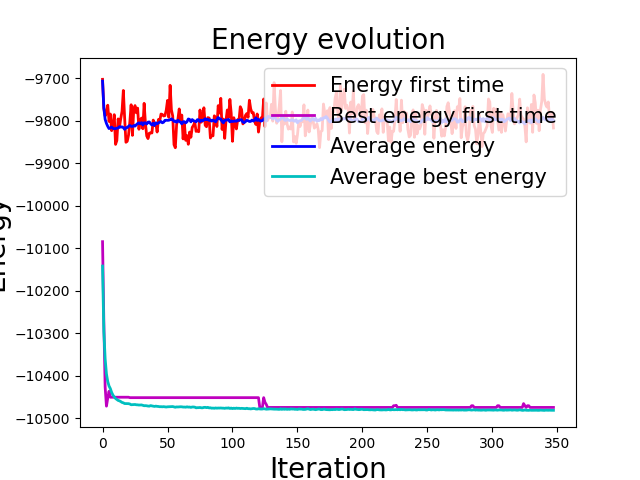 Energy evolution
Energy
−9700
−9800
−9900
−10000
−10100
−10200
−10300
−10400
−10500
Energy first time
Best energy first time
Average energy
Average best energy
0 50 100 150 200 250 300 350
Iteration